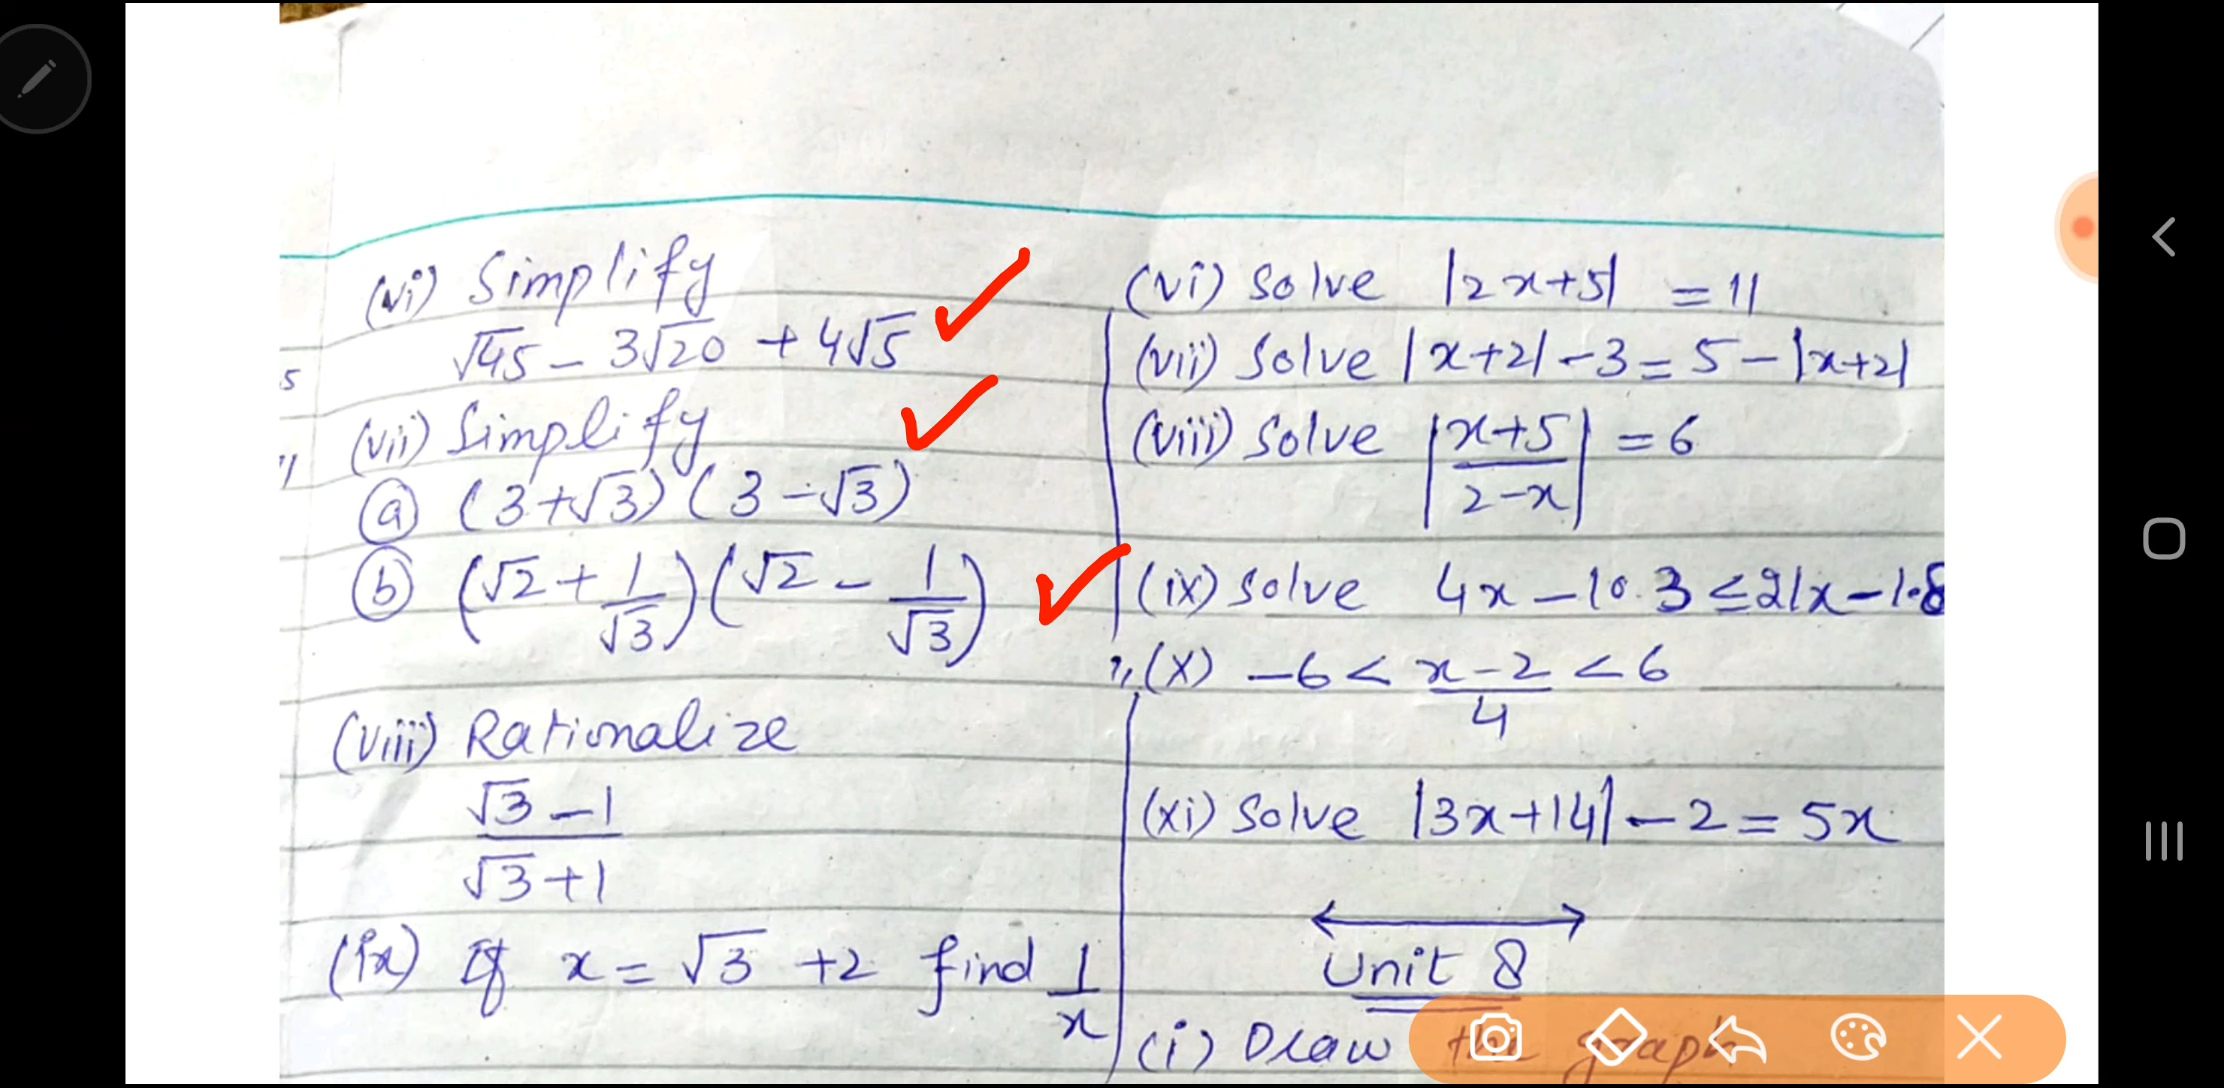 (vi) Simplify
√45 – 3√20 + 4√5
5
(vii) Simplify
(a) (3+√3)(3–√3)
(b) (√2 + 1/√3)(√2 – 1/√3)
(viii) Rationalize
√3 – 1
√3 + 1
(ix) If x = √3 + 2 find 1/x
(vi) Solve |2x+5| = 11
(vii) Solve |x+2| – 3 = 5 – |x+2|
(viii) Solve |x+5/2–x| = 6
(ix) Solve 4x – 10.3 ≤ 21x – 1.8
(x) –6 < x–2/4 < 6
(xi) Solve |3x+14| – 2 = 5x
Unit 8
(i) Draw the graph